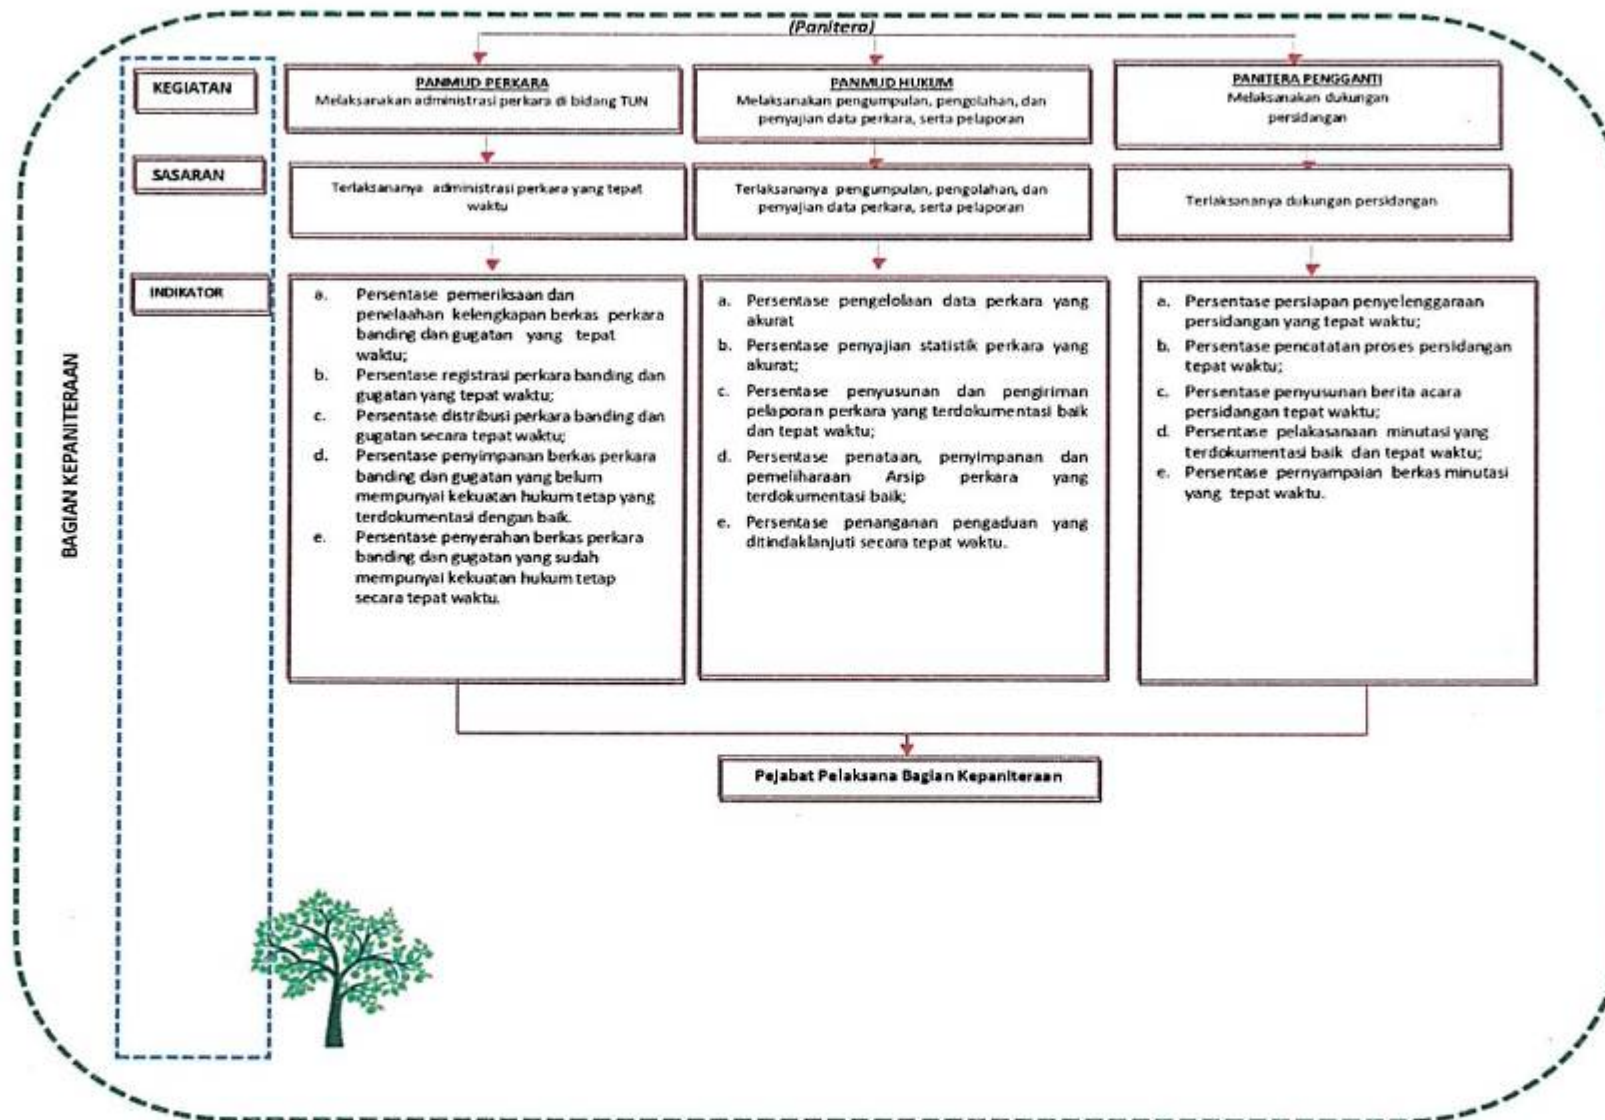 (Panitera)
KEGIATAN
PANMUD PERKARA
Melaksanakan administrasi perkara di bidang TUN
PANMUD HUKUM
Melaksanakan pengumpulan, pengolahan, dan
penyajian data perkara, serta pelaporan
PANITERA PENGGANTI
Melaksanakan dukungan
persidangan
SASARAN
Terlaksananya administrasi perkara yang tepat
waktu
Terlaksananya pengumpulan, pengolahan, dan
penyajian data perkara, serta pelaporan
Terlaksananya dukungan persidangan
INDIKATOR
a. Persentase pemeriksaan dan
penelaahan kelengkapan berkas perkara
banding dan gugatan yang tepat
waktu;
b. Persentase registrasi perkara banding dan
gugatan yang tepat waktu;
c. Persentase distribusi perkara banding dan
gugatan secara tepat waktu;
d. Persentase penyimpanan berkas perkara
banding dan gugatan yang belum
mempunyai kekuatan hukum tetap yang
terdokumentasi dengan baik.
e. Persentase penyerahan berkas perkara
banding dan gugatan yang sudah
mempunyai kekuatan hukum tetap
secara tepat waktu.
a. Persentase pengelolaan data perkara yang
akurat
b. Persentase penyajian statistik perkara yang
akurat;
c. Persentase penyusunan dan pengiriman
pelaporan perkara yang terdokumentasi baik
dan tepat waktu;
d. Persentase penataan, penyimpanan dan
pemeliharaan Arsip perkara yang
terdokumentasi baik;
e. Persentase penanganan pengaduan yang
ditindaklanjuti secara tepat waktu.
a. Persentase persiapan penyelenggaraan
persidangan yang tepat waktu;
b. Persentase pencatatan proses persidangan
tepat waktu;
c. Persentase penyusunan berita acara
persidangan tepat waktu;
d. Persentase pelakasanaan minutasi yang
terdokumentasi baik dan tepat waktu;
e. Persentase pernyampaian berkas minutasi
yang tepat waktu.
BAGIAN KEPANITERAAN
Pejabat Pelaksana Bagian Kepaniteraan